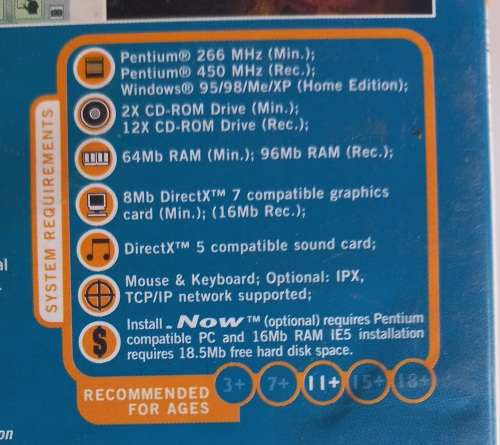 SYSTEM REQUIREMENTS
Pentium® 266 MHz (Min.);
Pentium® 450 MHz (Rec.);
Windows® 95/98/Me/XP (Home Edition);
2X CD-ROM Drive (Min.);
12X CD-ROM Drive (Rec.);
64Mb RAM (Min.); 96Mb RAM (Rec.);
8Mb DirectX™ 7 compatible graphics
card (Min.); (16Mb Rec.);
DirectX™ 5 compatible sound card;
Mouse & Keyboard; Optional: IPX,
TCP/IP network supported;
$
Install Now™ (optional) requires Pentium
compatible PC and 16Mb RAM IE5 installation
requires 18.5Mb free hard disk space.
RECOMMENDED
FOR AGES
3+ 7+ 11+ 15+ 18+